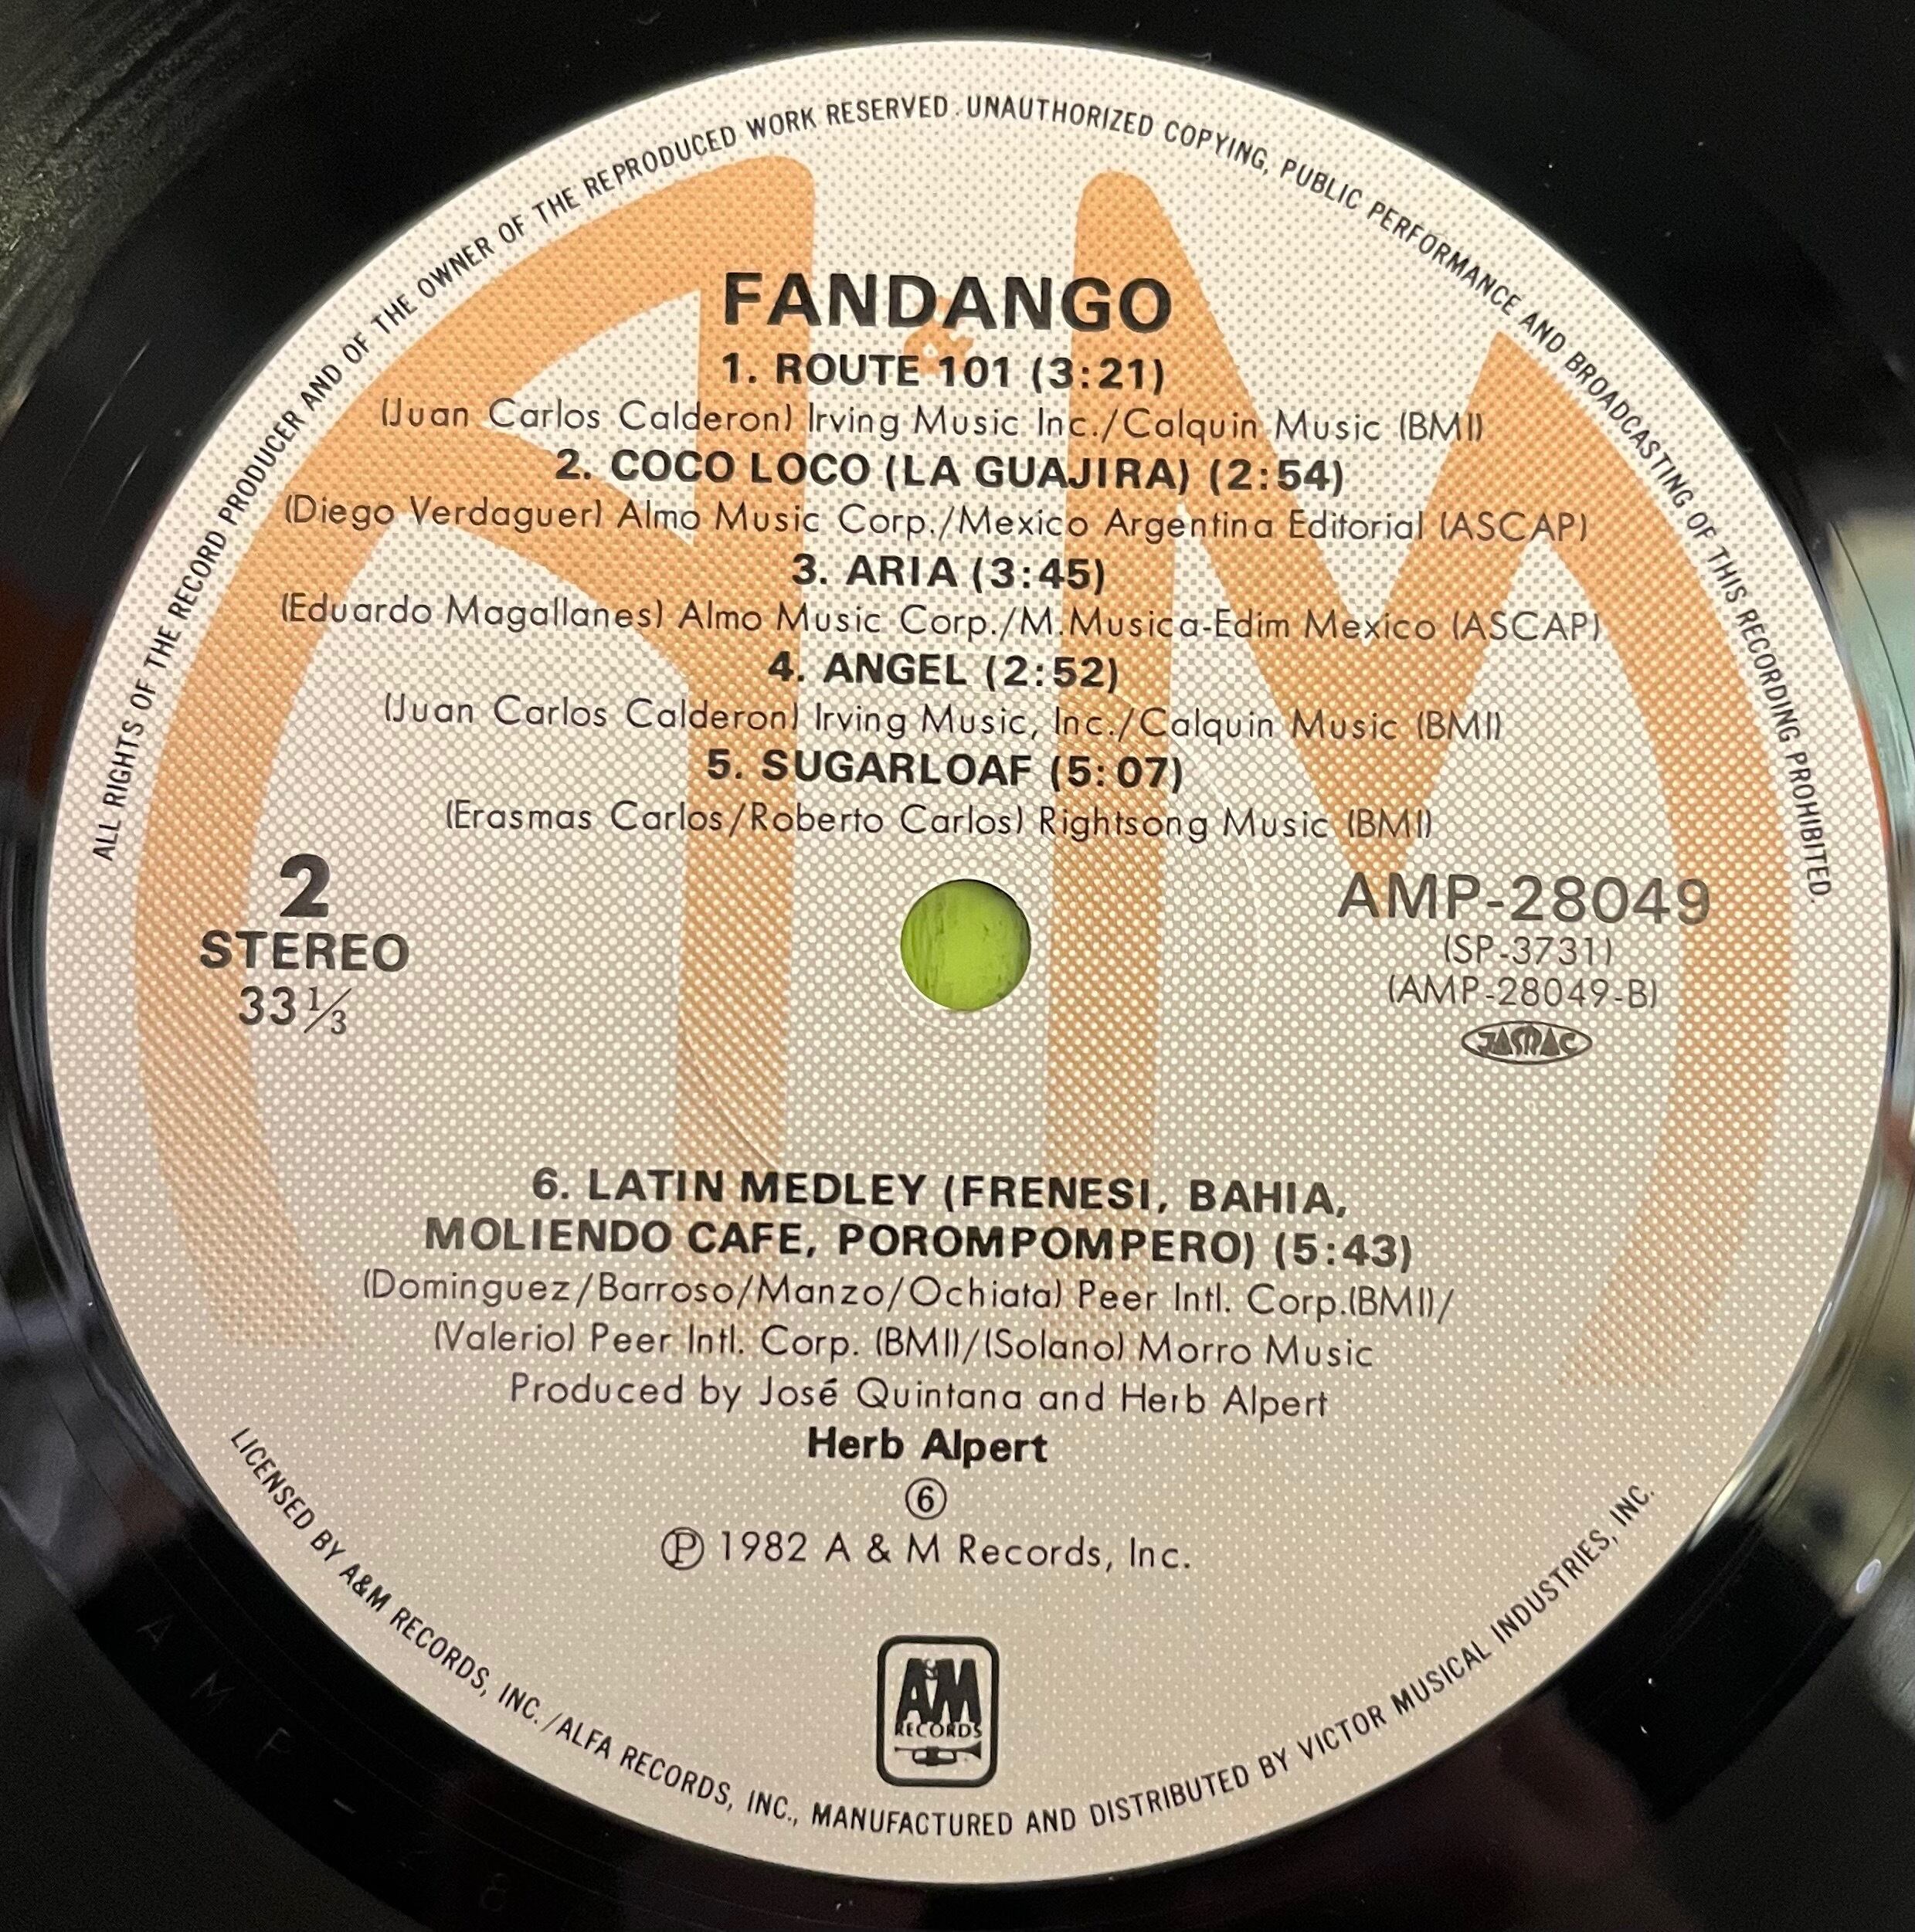 ALL RIGHTS OF THE RECORD PRODUCER AND OF THE OWNER OF THE REPRODUCED WORK RESERVED. UNAUTHORIZED COPYING, PUBLIC PERFORMANCE AND BROADCASTING OF THIS RECORDING PROHIBITED.
A&M
FANDANGO
1. ROUTE 101 (3:21)
(Juan Carlos Calderon) Irving Music Inc./Calquin Music (BMI)
2. COCO LOCO (LA GUAJIRA) (2:54)
(Diego Verdaguer) Almo Music Corp./Mexico Argentina Editorial (ASCAP)
3. ARIA (3:45)
(Eduardo Magallanes) Almo Music Corp./M.Musica-Edim Mexico (ASCAP)
4. ANGEL (2:52)
(Juan Carlos Calderon) Irving Music, Inc./Calquin Music (BMI)
5. SUGARLOAF (5:07)
(Erasmas Carlos/Roberto Carlos) Rightsong Music (BMI)
2
STEREO
33 1/3
AMP-28049
(SP-3731)
(AMP-28049-B)
JASRAC
6. LATIN MEDLEY (FRENESI, BAHIA,
MOLIENDO CAFE, POROMPOMPERO) (5:43)
(Dominguez/Barroso/Manzo/Ochiata) Peer Intl. Corp.(BMI)/
(Valerio) Peer Intl. Corp. (BMI)/(Solano) Morro Music
Produced by José Quintana and Herb Alpert
Herb Alpert
⑥
Ⓟ 1982 A & M Records, Inc.
A&M
RECORDS
LICENSED BY A&M RECORDS, INC./ALFA RECORDS, INC., MANUFACTURED AND DISTRIBUTED BY VICTOR MUSICAL INDUSTRIES, INC.
AMP-28